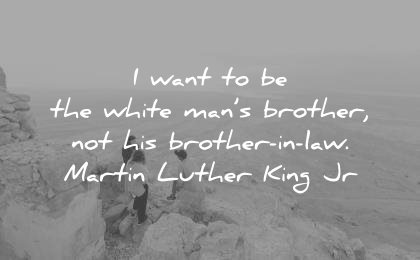 I want to be
the white man's brother,
not his brother-in-law.
Martin Luther King Jr